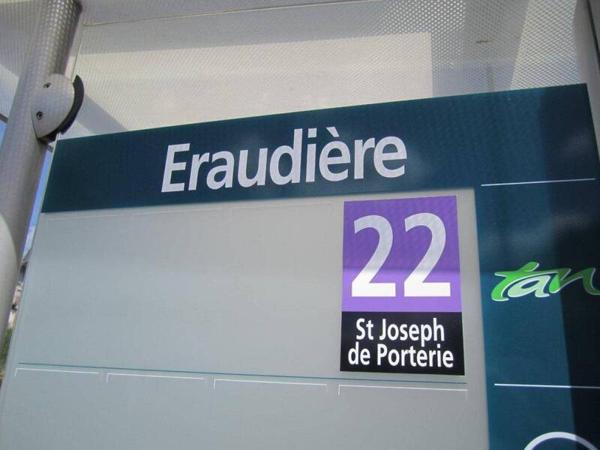 Eraudière
22
St Joseph
de Porterie
tan